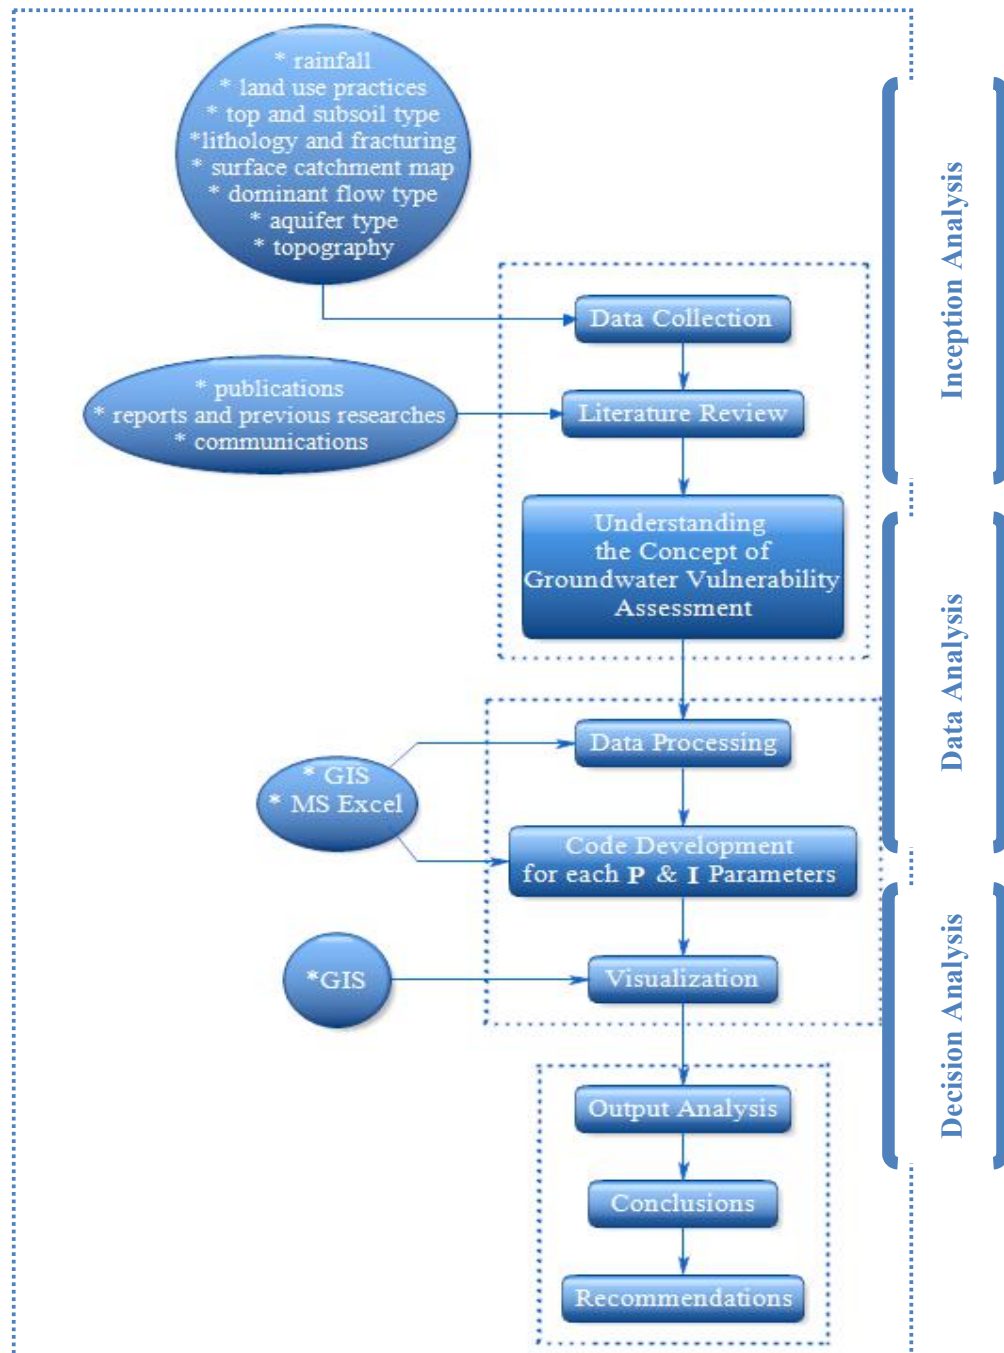 * rainfall
* land use practices
* top and subsoil type
*lithology and fracturing
* surface catchment map
* dominant flow type
* aquifer type
* topography
Data Collection
* publications
* reports and previous researches
* communications
Literature Review
Understanding
the Concept of
Groundwater Vulnerability
Assessment
Data Processing
* GIS
* MS Excel
Code Development
for each P & I Parameters
*GIS
Visualization
Output Analysis
Conclusions
Recommendations
Inception Analysis
Data Analysis
Decision Analysis